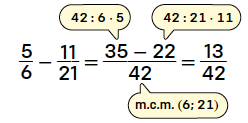 42 : 6 · 5
42 : 21 · 11
5/6 − 11/21 = (35 − 22)/42 = 13/42
m.c.m. (6; 21)